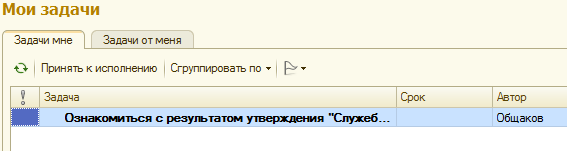 Мои задачи
Задачи мне Задачи от меня
Принять к исполнению Сгруппировать по
! Задача Срок Автор
Ознакомиться с результатом утверждения "Служеб... Общаков